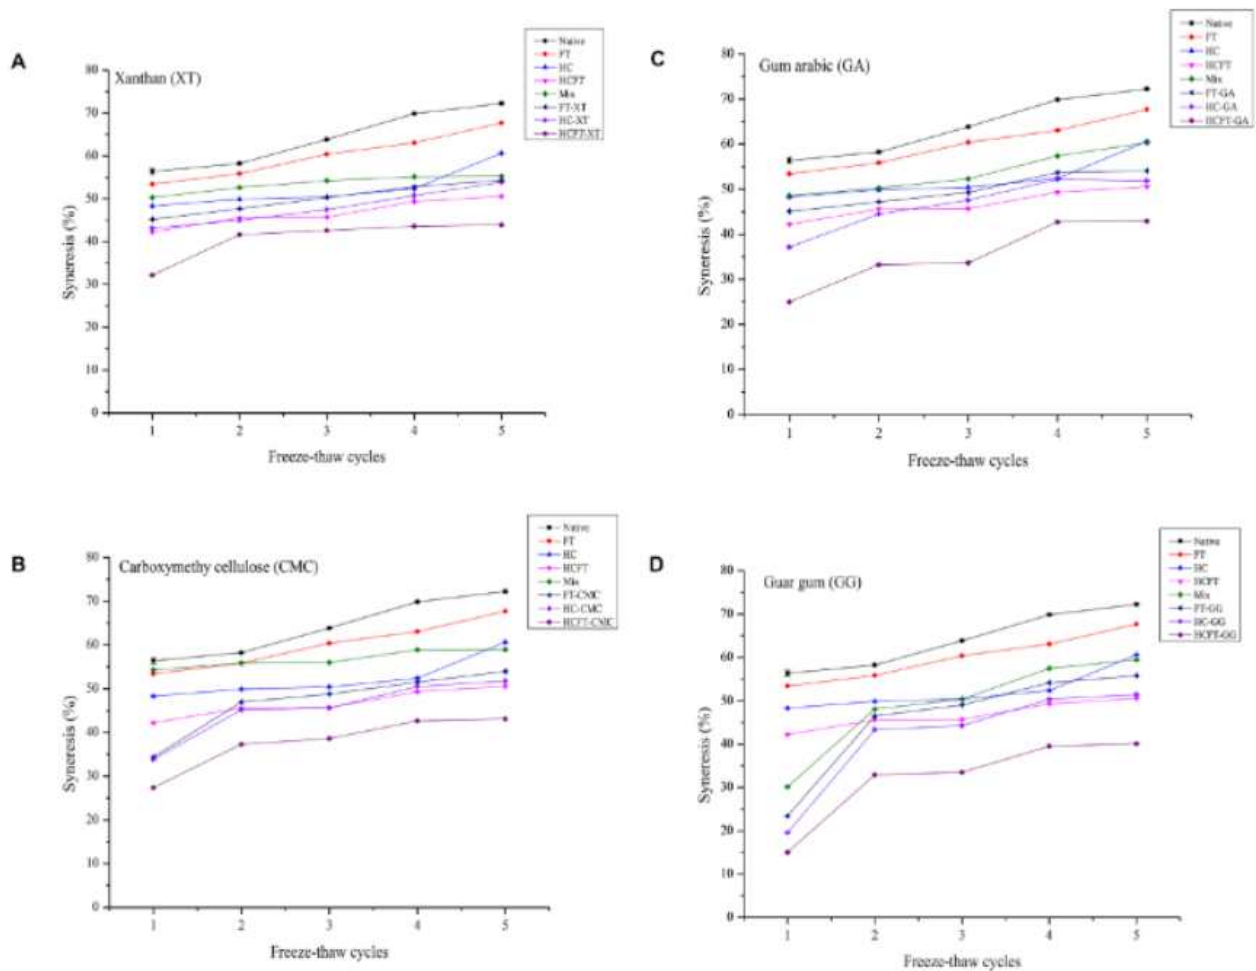 A
Xanthan (XT)
Native
FT
HC
HCFT
Mix
FT-XT
HC-XT
HCFT-XT
Syneresis (%)
80
70
60
50
40
30
20
10
0
1 2 3 4 5
Freeze-thaw cycles
C
Gum arabic (GA)
Native
FT
HC
HCFT
Mix
FT-GA
HC-GA
HCFT-GA
Syneresis (%)
80
70
60
50
40
30
20
10
0
1 2 3 4 5
Freeze-thaw cycles
B
Carboxymethy cellulose (CMC)
Native
FT
HC
HCFT
Mix
FT-CMC
HC-CMC
HCFT-CMC
Syneresis (%)
80
70
60
50
40
30
20
10
0
1 2 3 4 5
Freeze-thaw cycles
D
Guar gum (GG)
Native
FT
HC
HCFT
Mix
FT-GG
HC-GG
HCFT-GG
Syneresis (%)
80
70
60
50
40
30
20
10
0
1 2 3 4 5
Freeze-thaw cycles